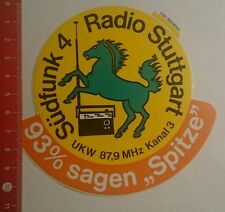 Südfunk 4 Radio Stuttgart
UKW 87,9 MHz Kanal 3
93% sagen „Spitze"